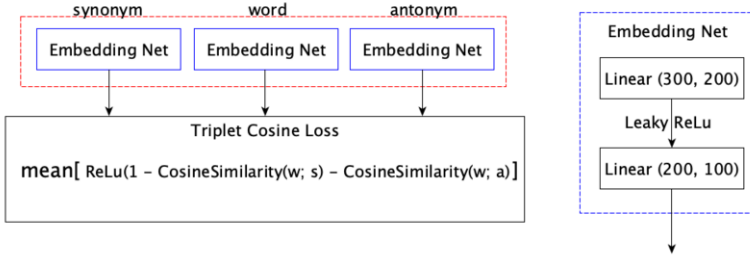 synonym word antonym
Embedding Net Embedding Net Embedding Net
Triplet Cosine Loss
mean[ ReLu(1 – CosineSimilarity(w; s) – CosineSimilarity(w; a)]
Embedding Net
Linear (300, 200)
Leaky ReLu
Linear (200, 100)